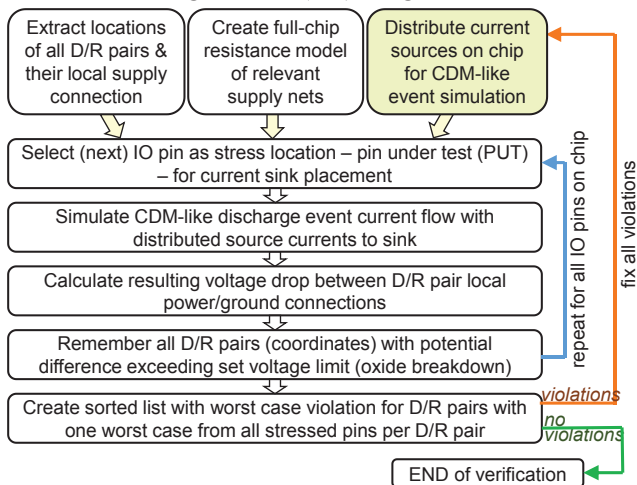 Extract locations
of all D/R pairs &
their local supply
connection
Create full-chip
resistance model
of relevant
supply nets
Distribute current
sources on chip
for CDM-like
event simulation
Select (next) IO pin as stress location – pin under test (PUT)
– for current sink placement
Simulate CDM-like discharge event current flow with
distributed source currents to sink
Calculate resulting voltage drop between D/R pair local
power/ground connections
Remember all D/R pairs (coordinates) with potential
difference exceeding set voltage limit (oxide breakdown)
Create sorted list with worst case violation for D/R pairs with
one worst case from all stressed pins per D/R pair
repeat for all IO pins on chip
fix all violations
violations
no
violations
END of verification